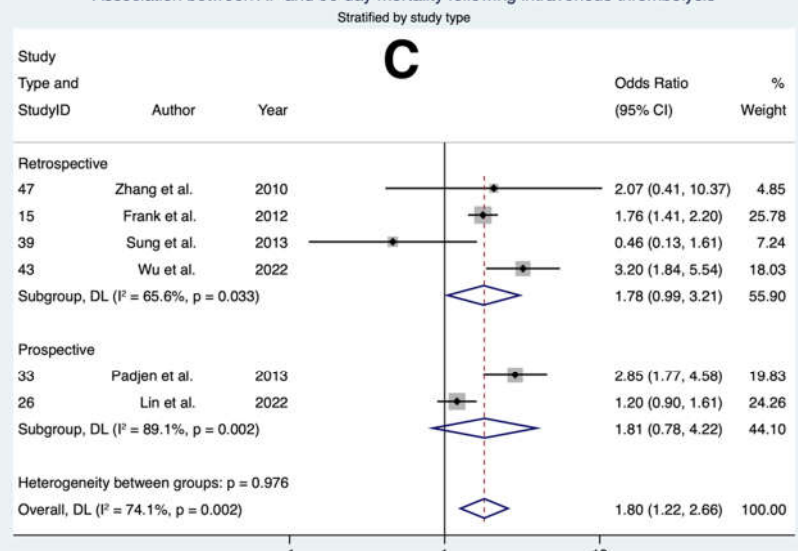 Stratified by study type
C
Study
Type and Odds Ratio %
StudyID Author Year (95% CI) Weight
Retrospective
47 Zhang et al. 2010 2.07 (0.41, 10.37) 4.85
15 Frank et al. 2012 1.76 (1.41, 2.20) 25.78
39 Sung et al. 2013 0.46 (0.13, 1.61) 7.24
43 Wu et al. 2022 3.20 (1.84, 5.54) 18.03
Subgroup, DL (I² = 65.6%, p = 0.033) 1.78 (0.99, 3.21) 55.90
Prospective
33 Padjen et al. 2013 2.85 (1.77, 4.58) 19.83
26 Lin et al. 2022 1.20 (0.90, 1.61) 24.26
Subgroup, DL (I² = 89.1%, p = 0.002) 1.81 (0.78, 4.22) 44.10
Heterogeneity between groups: p = 0.976
Overall, DL (I² = 74.1%, p = 0.002) 1.80 (1.22, 2.66) 100.00